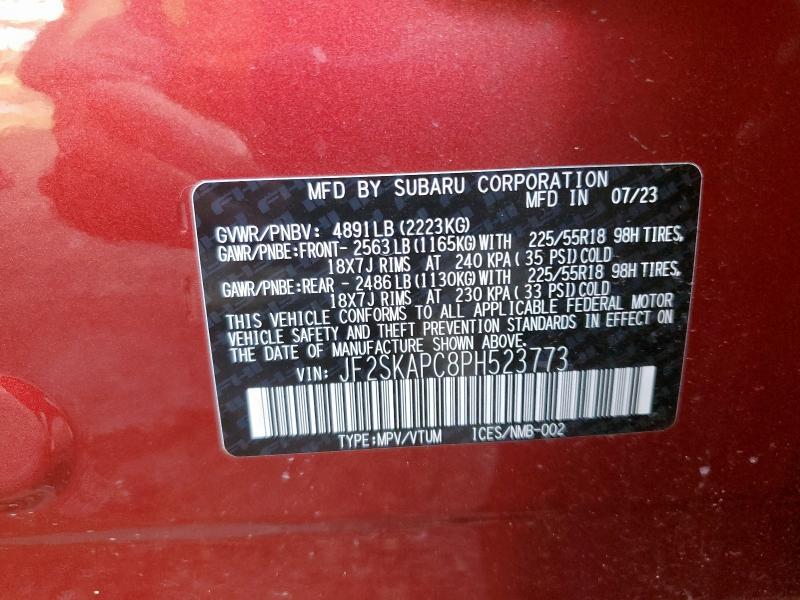 MFD BY SUBARU CORPORATION
MFD IN 07/23
GVWR/PNBV: 4891LB (2223KG)
GAWR/PNBE:FRONT- 2563LB (1165KG) WITH 225/55R18 98H TIRES,
18X7J RIMS AT 240 KPA( 35 PSI) COLD
GAWR/PNBE:REAR - 2486LB (1130KG) WITH 225/55R18 98H TIRES,
18X7J RIMS AT 230 KPA( 33 PSI) COLD
THIS VEHICLE CONFORMS TO ALL APPLICABLE FEDERAL MOTOR
VEHICLE SAFETY AND THEFT PREVENTION STANDARDS IN EFFECT ON
THE DATE OF MANUFACTURE SHOWN ABOVE.
VIN: JF2SKAPC8PH523773
TYPE:MPV/VTUM ICES/NMB-002